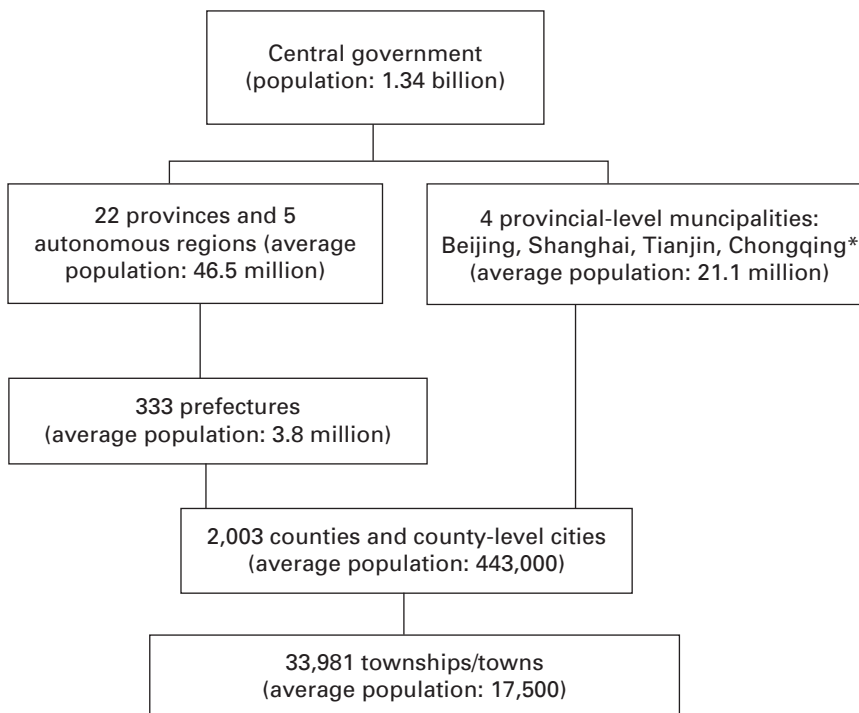 Central government
(population: 1.34 billion)
22 provinces and 5
autonomous regions (average
population: 46.5 million)
4 provincial-level muncipalities:
Beijing, Shanghai, Tianjin, Chongqing*
(average population: 21.1 million)
333 prefectures
(average population: 3.8 million)
2,003 counties and county-level cities
(average population: 443,000)
33,981 townships/towns
(average population: 17,500)